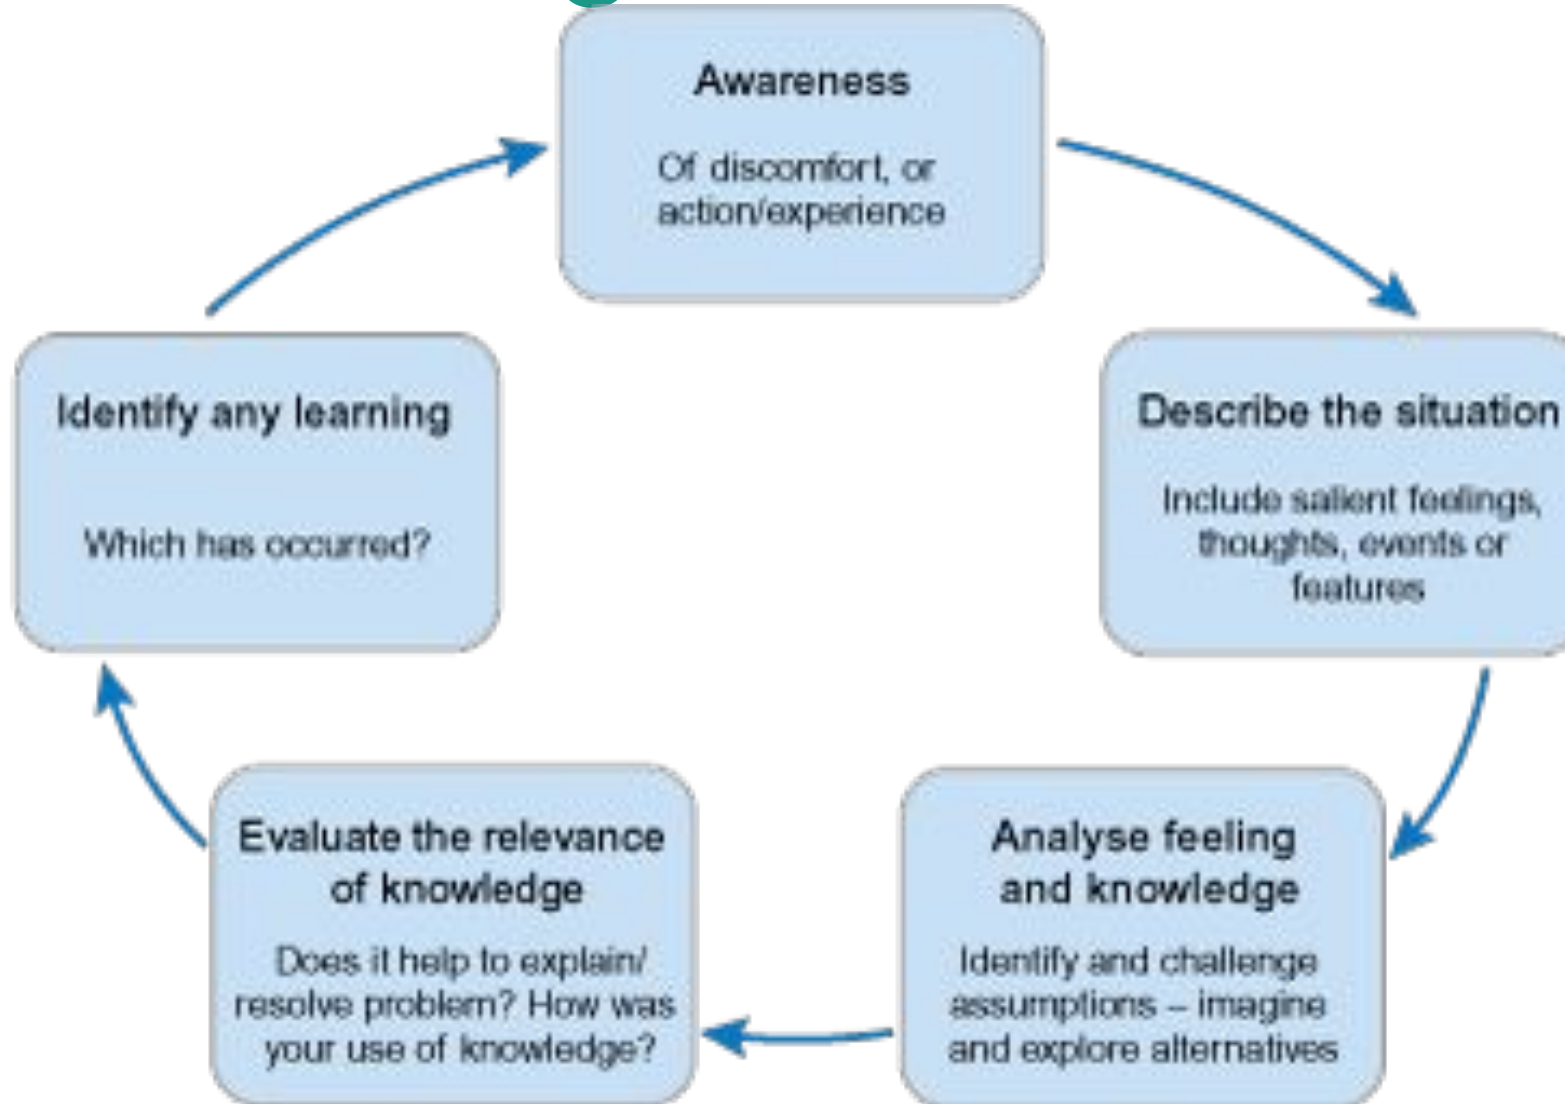 Awareness
Of discomfort, or
action/experience
Describe the situation
Include salient feelings,
thoughts, events or
features
Analyse feeling
and knowledge
Identify and challenge
assumptions – imagine
and explore alternatives
Evaluate the relevance
of knowledge
Does it help to explain/
resolve problem? How was
your use of knowledge?
Identify any learning
Which has occurred?